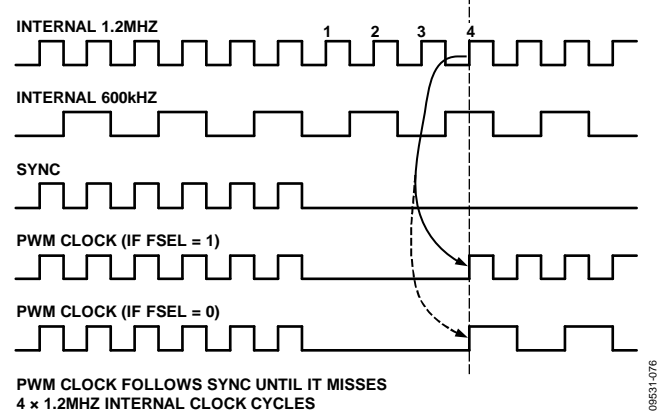 INTERNAL 1.2MHZ
1 2 3 4
INTERNAL 600kHZ
SYNC
PWM CLOCK (IF FSEL = 1)
PWM CLOCK (IF FSEL = 0)
PWM CLOCK FOLLOWS SYNC UNTIL IT MISSES
4 × 1.2MHZ INTERNAL CLOCK CYCLES
09531-076